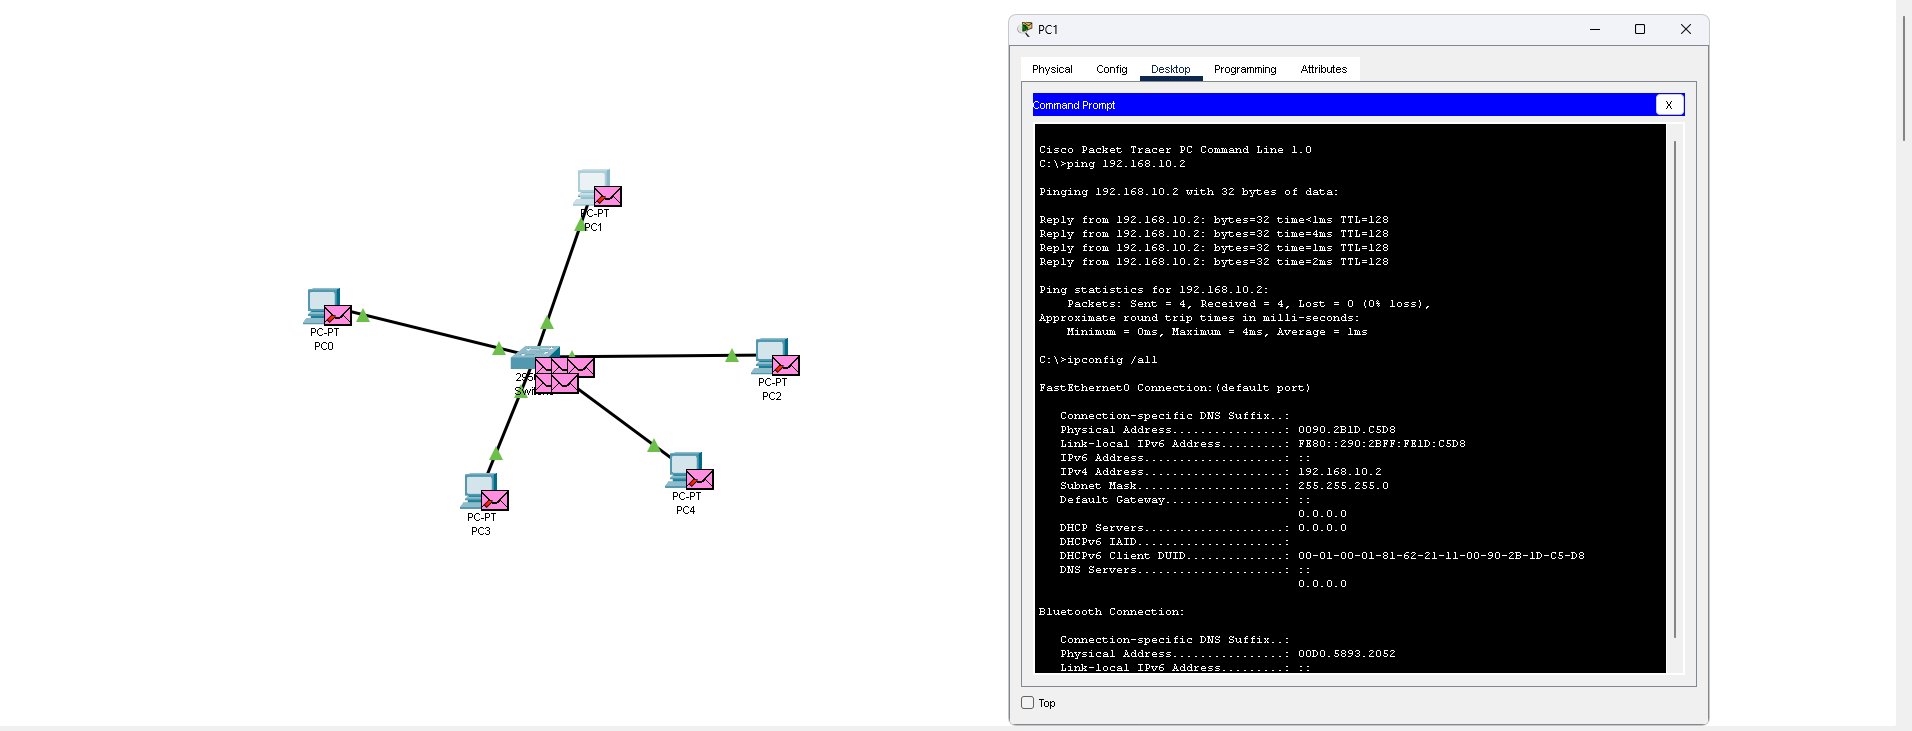 PC-PT
PC1
PC-PT
PC0
PC-PT
PC2
PC-PT
PC4
PC-PT
PC3
PC1
Physical Config Desktop Programming Attributes
Command Prompt X
Cisco Packet Tracer PC Command Line 1.0
C:\>ping 192.168.10.2
Pinging 192.168.10.2 with 32 bytes of data:
Reply from 192.168.10.2: bytes=32 time<1ms TTL=128
Reply from 192.168.10.2: bytes=32 time=4ms TTL=128
Reply from 192.168.10.2: bytes=32 time=1ms TTL=128
Reply from 192.168.10.2: bytes=32 time=2ms TTL=128
Ping statistics for 192.168.10.2:
Packets: Sent = 4, Received = 4, Lost = 0 (0% loss),
Approximate round trip times in milli-seconds:
Minimum = 0ms, Maximum = 4ms, Average = 1ms
C:\>ipconfig /all
FastEthernet0 Connection:(default port)
Connection-specific DNS Suffix..:
Physical Address................: 0090.2B1D.C5D8
Link-local IPv6 Address.........: FE80::290:2BFF:FE1D:C5D8
IPv6 Address....................: ::
IPv4 Address....................: 192.168.10.2
Subnet Mask.....................: 255.255.255.0
Default Gateway.................: ::
0.0.0.0
DHCP Servers....................: 0.0.0.0
DHCPv6 IAID.....................:
DHCPv6 Client DUID..............: 00-01-00-01-81-62-21-11-00-90-2B-1D-C5-D8
DNS Servers.....................: ::
0.0.0.0
Bluetooth Connection:
Connection-specific DNS Suffix..:
Physical Address................: 00D0.5893.2052
Link-local IPv6 Address.........: ::
Top